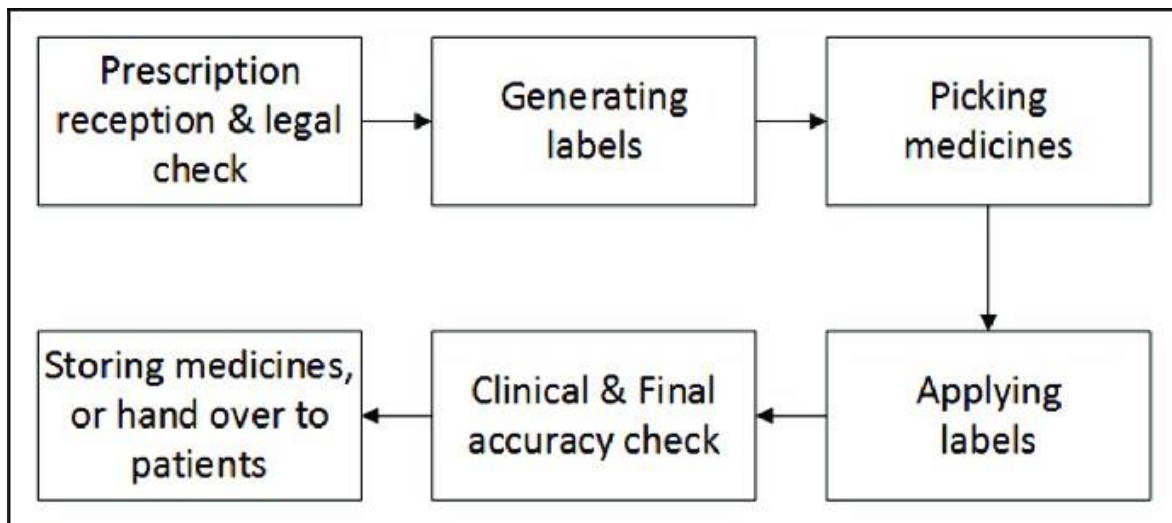 Prescription
reception & legal
check
Generating
labels
Picking
medicines
Applying
labels
Clinical & Final
accuracy check
Storing medicines,
or hand over to
patients